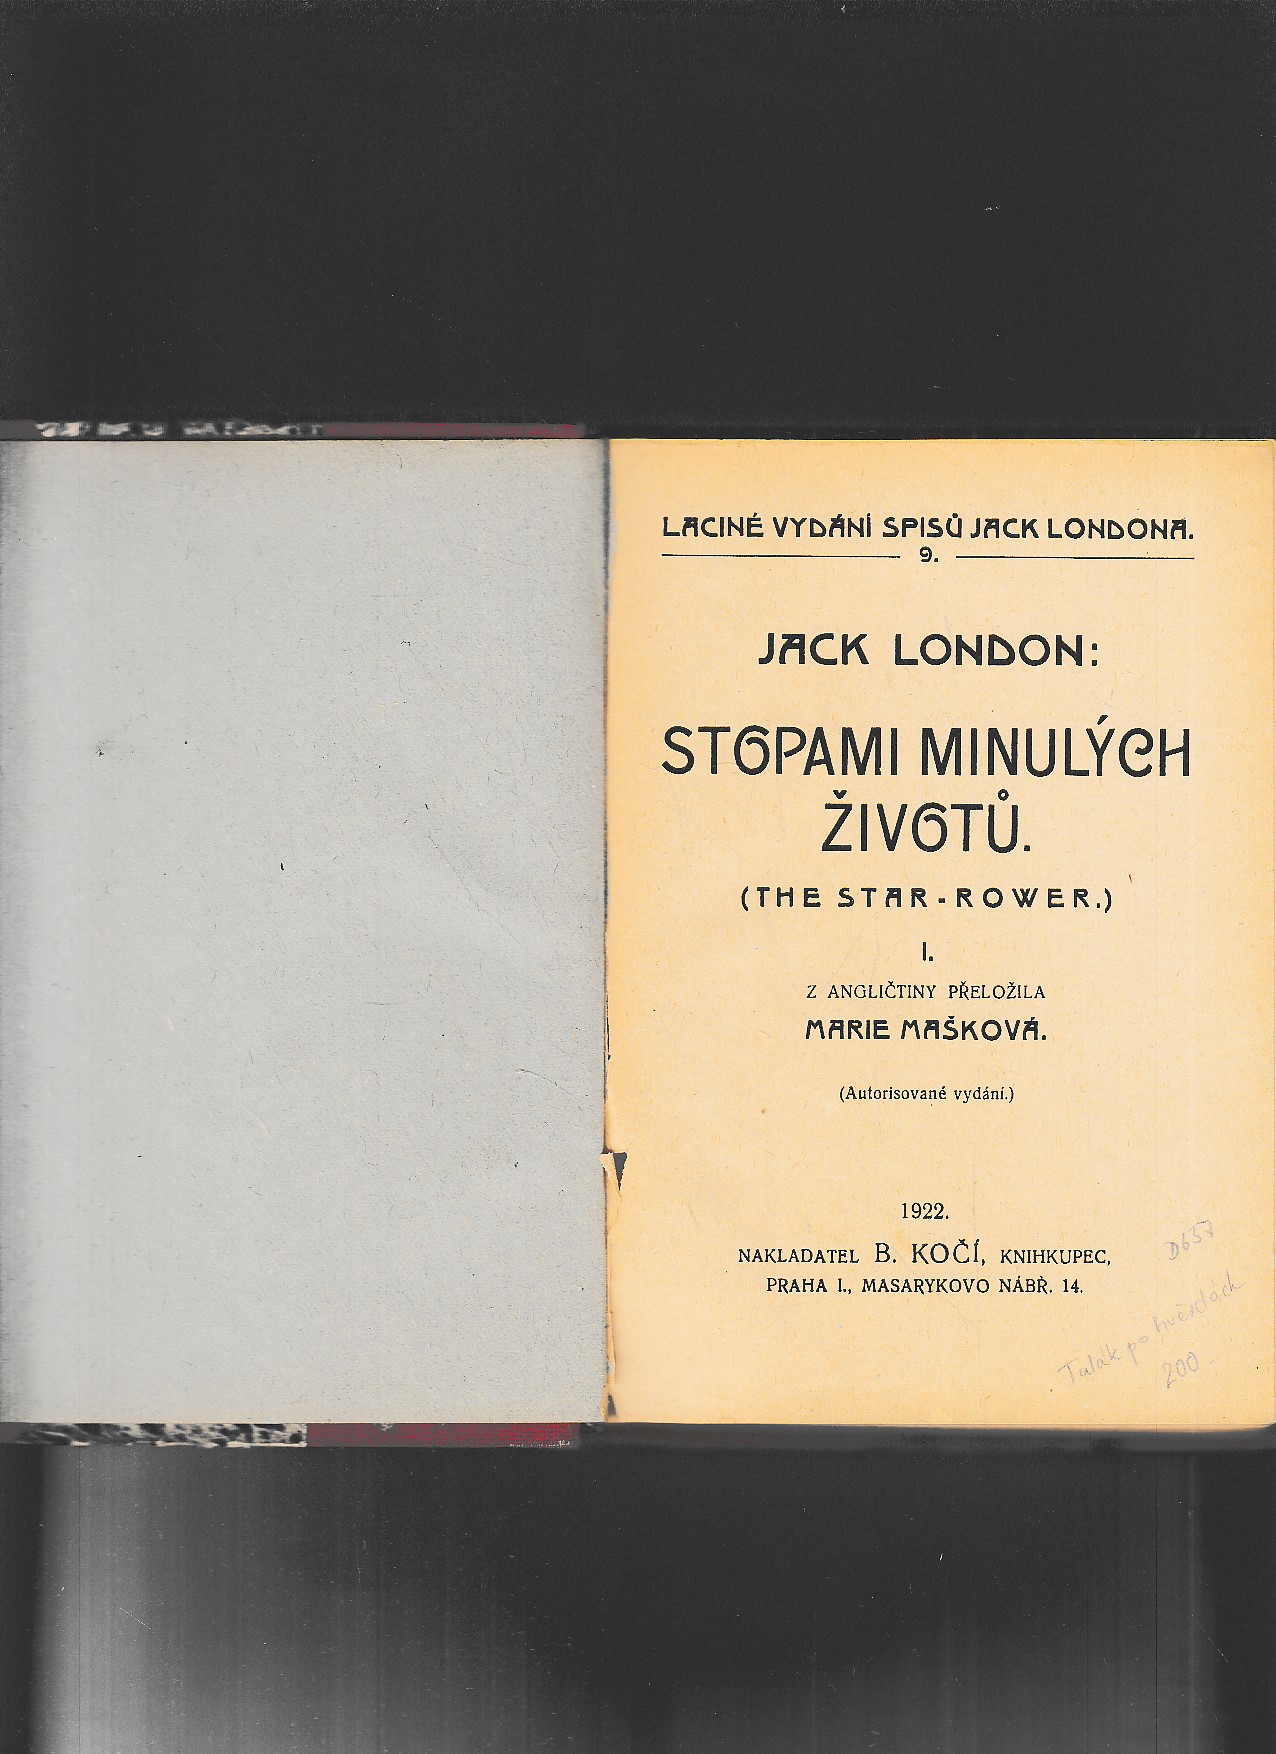 LACINÉ VYDÁNÍ SPISŮ JACK LONDONA.
9.
JACK LONDON:
STOPAMI MINULÝCH
ŽIVOTŮ.
(THE STAR-ROWER.)
I.
Z ANGLIČTINY PŘELOŽILA
MARIE MAŠKOVÁ.
(Autorisované vydání.)
1922.
NAKLADATEL B. KOČÍ, KNIHKUPEC,
PRAHA I., MASARYKOVO NÁBŘ. 14.
D657
Tulák po hvězdách
200,-